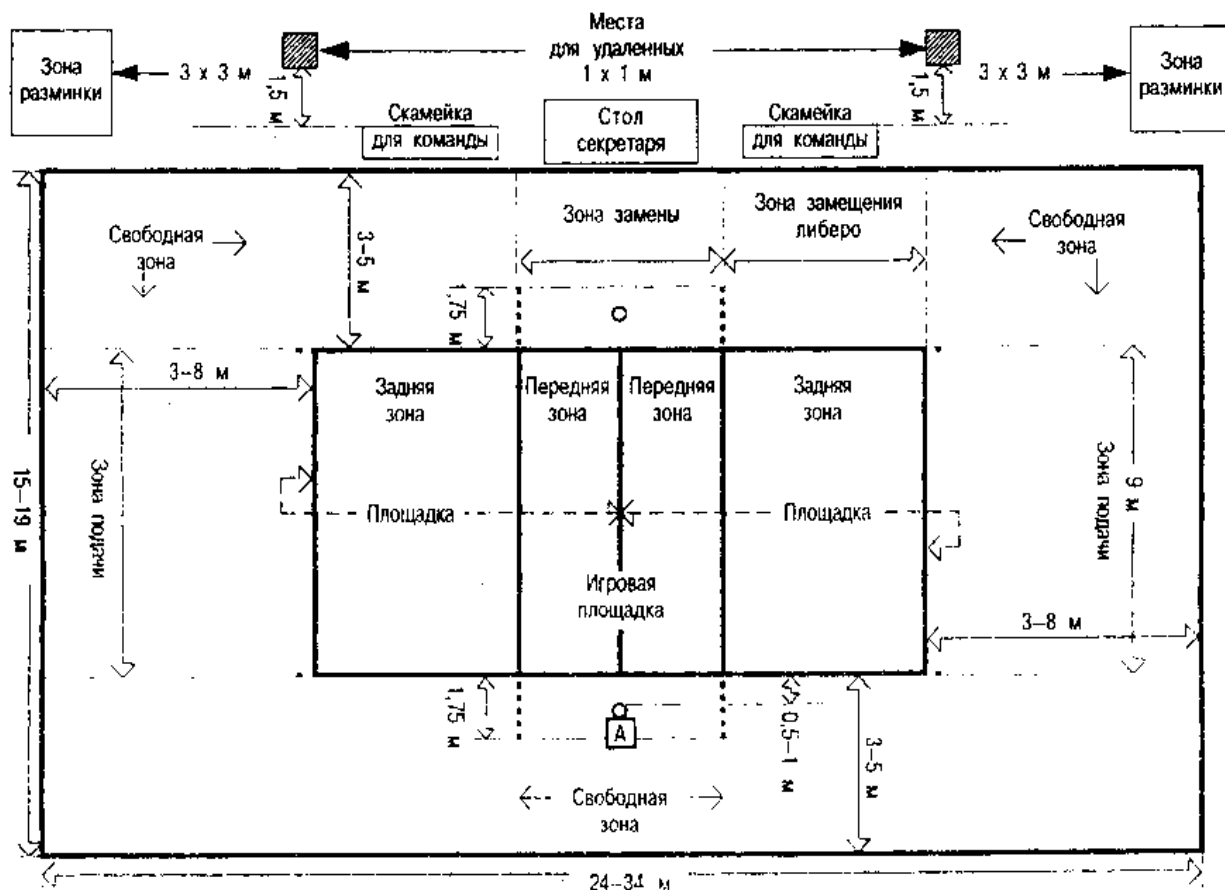 Места
для удаленных
1 х 1 м
Зона
разминки
3 х 3 м
1,5 м
3 х 3 м
1,5 м
Зона
разминки
Скамейка
для команды
Стол
секретаря
Скамейка
для команды
Свободная
зона
3–5 м
Зона замены
Зона замещения
либеро
Свободная
зона
1,75 м
3–8 м
Задняя
зона
Передняя
зона
Передняя
зона
Задняя
зона
15–19 м
Зона подачи
Площадка
Площадка
9 м
Зона подачи
Игровая
площадка
3–8 м
1,75 м
А
0,5–1 м
3–5 м
Свободная
зона
24–34 м